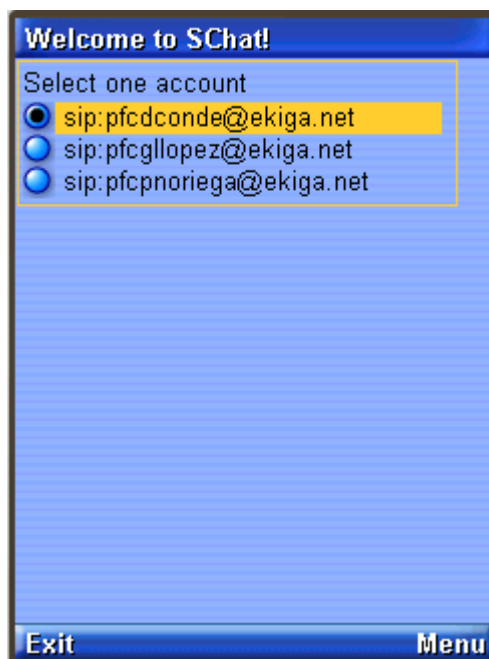 Welcome to SChat!
Select one account
sip:pfcdconde@ekiga.net
sip:pfcgllopez@ekiga.net
sip:pfcpnoriega@ekiga.net
Exit Menu